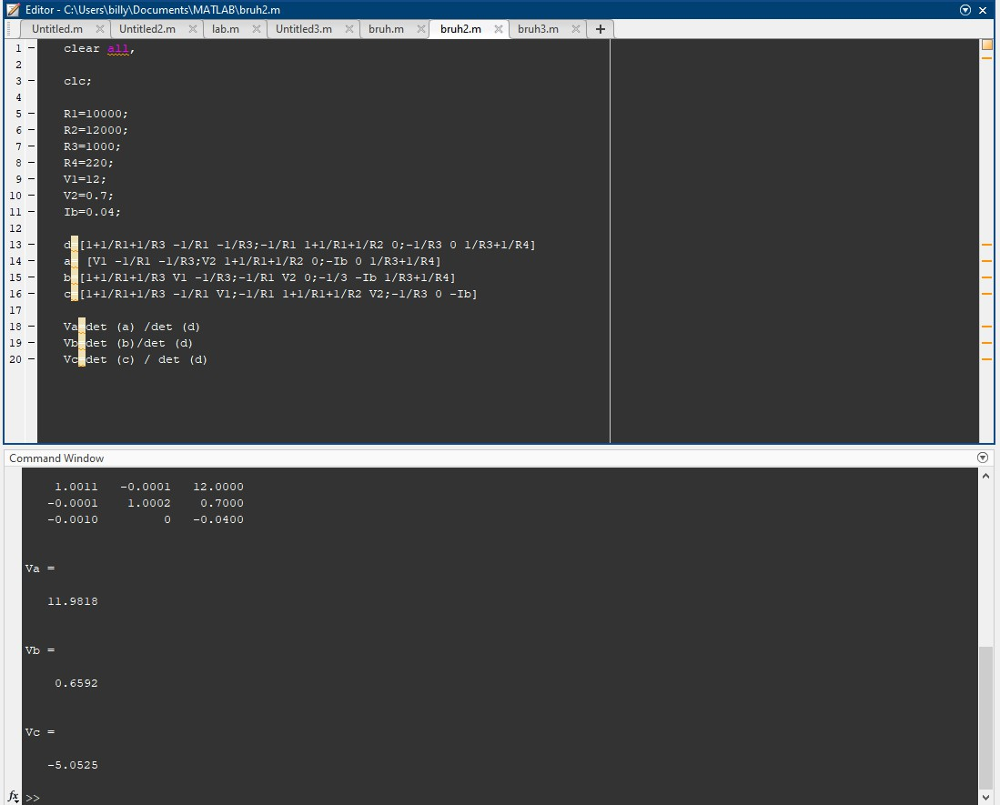 Editor - C:\Users\billy\Documents\MATLAB\bruh2.m
Untitled.m Untitled2.m lab.m Untitled3.m bruh.m bruh2.m bruh3.m +
1 clear all,
2
3 clc;
4
5 R1=10000;
6 R2=12000;
7 R3=1000;
8 R4=220;
9 V1=12;
10 V2=0.7;
11 Ib=0.04;
12
13 d=[1+1/R1+1/R3 -1/R1 -1/R3;-1/R1 1+1/R1+1/R2 0;-1/R3 0 1/R3+1/R4]
14 a= [V1 -1/R1 -1/R3;V2 1+1/R1+1/R2 0;-Ib 0 1/R3+1/R4]
15 b=[1+1/R1+1/R3 V1 -1/R3;-1/R1 V2 0;-1/3 -Ib 1/R3+1/R4]
16 c=[1+1/R1+1/R3 -1/R1 V1;-1/R1 1+1/R1+1/R2 V2;-1/R3 0 -Ib]
17
18 Va=det (a) /det (d)
19 Vb=det (b)/det (d)
20 Vc=det (c) / det (d)
Command Window
1.0011 -0.0001 12.0000
-0.0001 1.0002 0.7000
-0.0010 0 -0.0400
Va =
11.9818
Vb =
0.6592
Vc =
-5.0525
fx >>